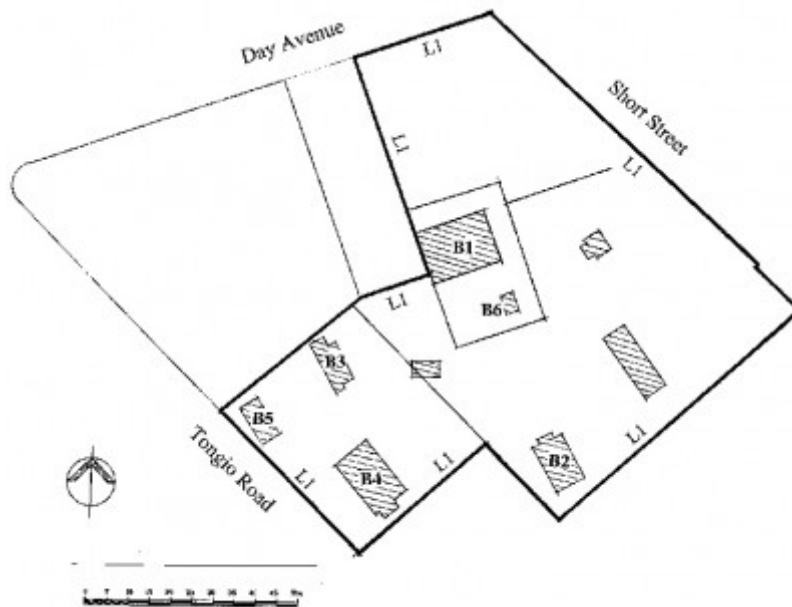 Day Avenue
L1
Short Street
L1
L1
B1
L1
B6
B3
B5
Tongio Road
L1
B4
L1
B2
L1